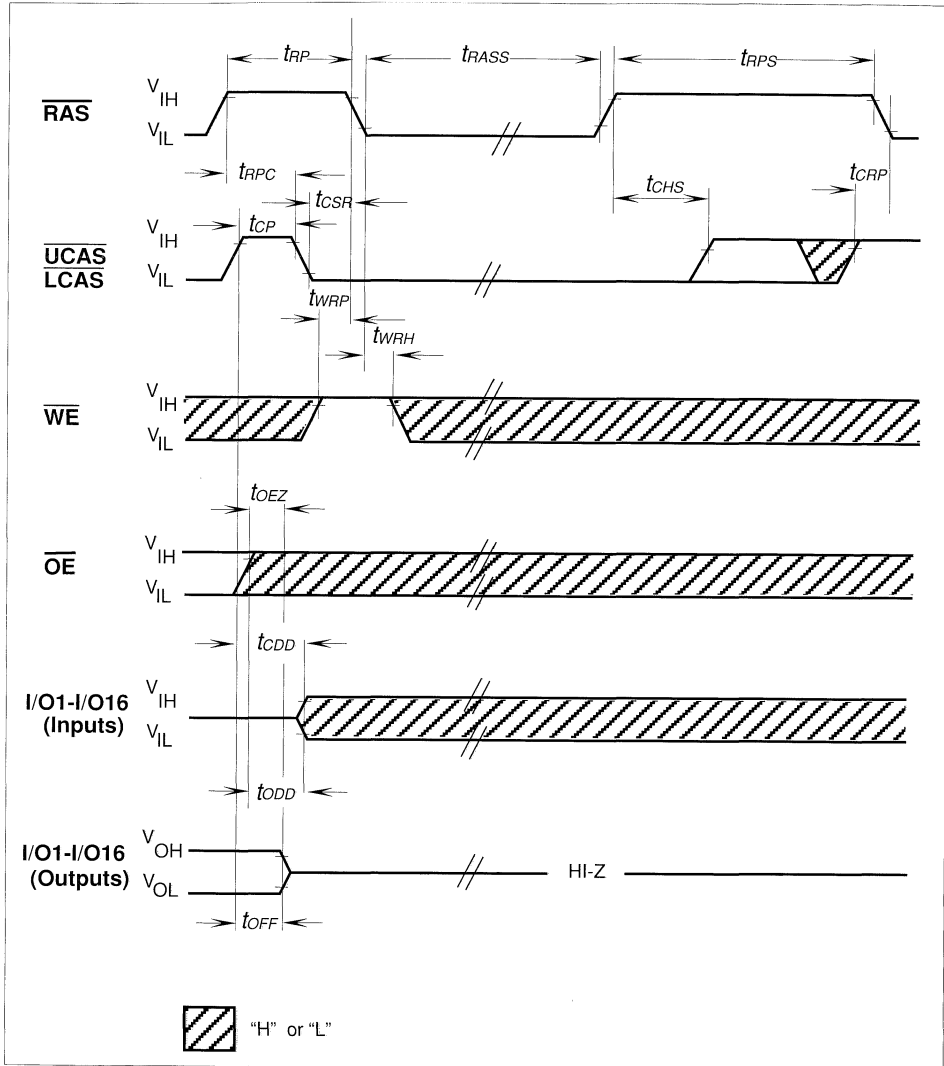 tRP
tRASS
tRPS
RAS
VIH
VIL
tRPC
tCSR
tCHS
tCRP
tCP
UCAS
LCAS
VIH
VIL
tWRP
tWRH
WE
VIH
VIL
tOEZ
OE
VIH
VIL
tCDD
I/O1-I/O16
(Inputs)
VIH
VIL
tODD
I/O1-I/O16
(Outputs)
VOH
VOL
HI-Z
tOFF
“H” or “L”